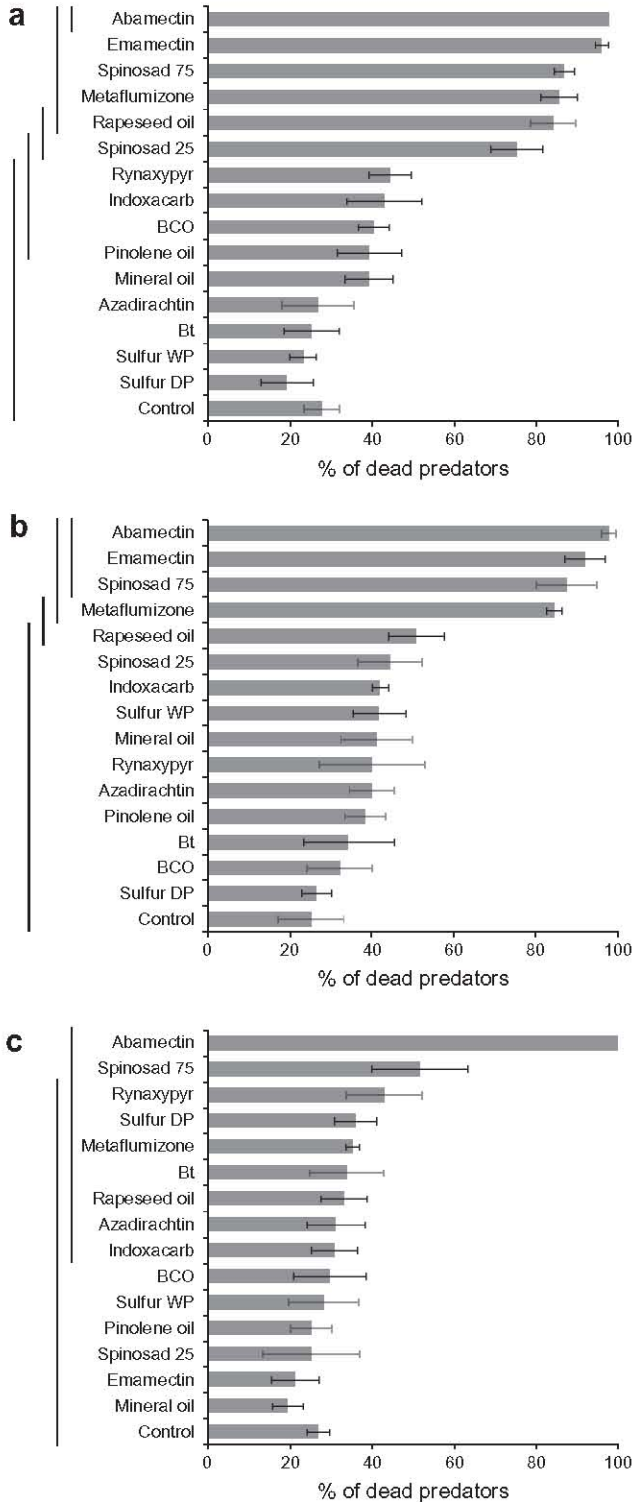 a
Abamectin
Emamectin
Spinosad 75
Metaflumizone
Rapeseed oil
Spinosad 25
Rynaxypyr
Indoxacarb
BCO
Pinolene oil
Mineral oil
Azadirachtin
Bt
Sulfur WP
Sulfur DP
Control
0 20 40 60 80 100
% of dead predators
b
Abamectin
Emamectin
Spinosad 75
Metaflumizone
Rapeseed oil
Spinosad 25
Indoxacarb
Sulfur WP
Mineral oil
Rynaxypyr
Azadirachtin
Pinolene oil
Bt
BCO
Sulfur DP
Control
0 20 40 60 80 100
% of dead predators
c
Abamectin
Spinosad 75
Rynaxypyr
Sulfur DP
Metaflumizone
Bt
Rapeseed oil
Azadirachtin
Indoxacarb
BCO
Sulfur WP
Pinolene oil
Spinosad 25
Emamectin
Mineral oil
Control
0 20 40 60 80 100
% of dead predators